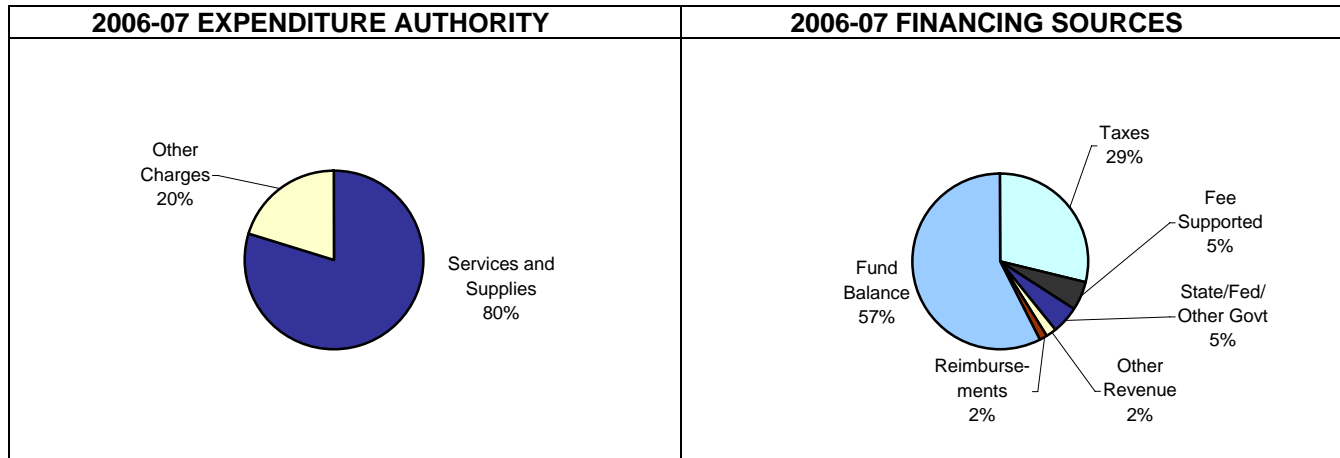 2006-07 EXPENDITURE AUTHORITY
Other
Charges
20%
Services and
Supplies
80%
2006-07 FINANCING SOURCES
Taxes
29%
Fee
Supported
5%
State/Fed/
Other Govt
5%
Other
Revenue
2%
Reimburse-
ments
2%
Fund
Balance
57%